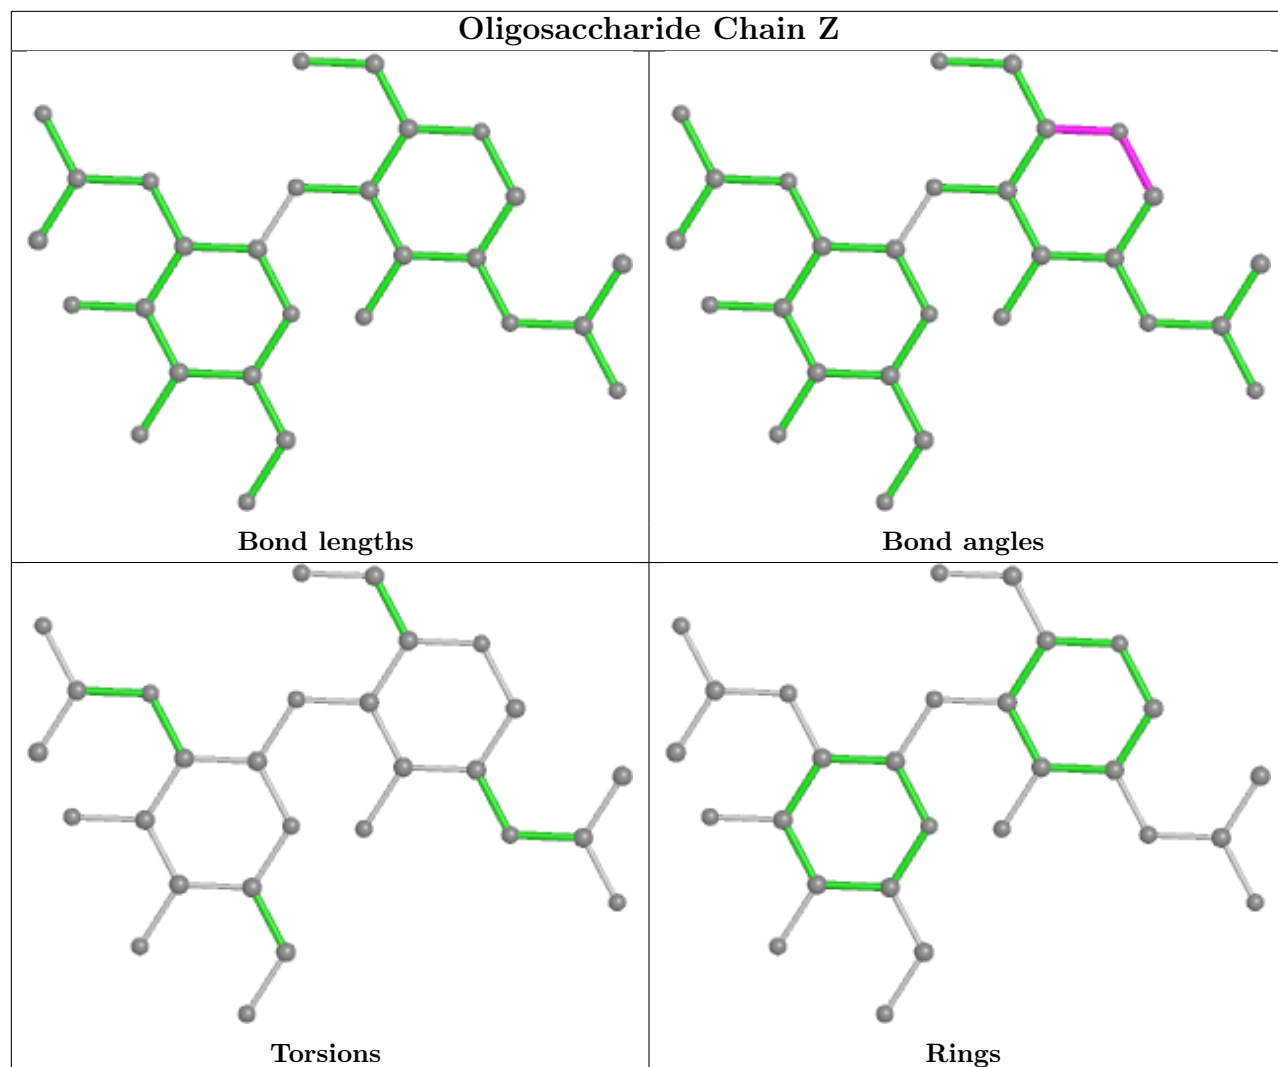 Oligosaccharide Chain Z
Bond lengths
Bond angles
Torsions
Rings